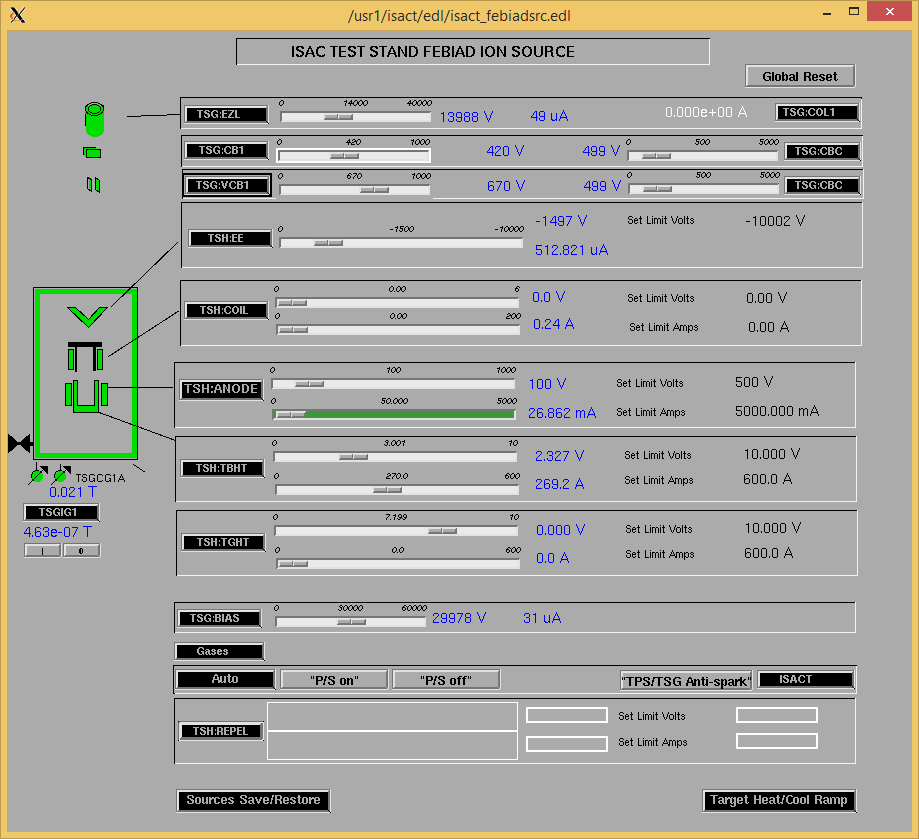 /usr1/isact/edl/isact_febiadsrc.edl
ISAC TEST STAND FEBIAD ION SOURCE
Global Reset
TSG:EZL 0 14000 40000 13988 V 49 uA 0.000e+00 A TSG:COL1
TSG:CB1 0 420 1000 420 V 499 V 0 500 5000 TSG:CBC
TSG:VCB1 0 670 1000 670 V 499 V 0 500 5000 TSG:CBC
TSH:EE 0 -1500 -10000 -1497 V Set Limit Volts -10002 V
512.821 uA
TSH:COIL 0 0.00 6 0.0 V Set Limit Volts 0.00 V
0 0.00 200 0.24 A Set Limit Amps 0.00 A
TSH:ANODE 0 100 1000 100 V Set Limit Volts 500 V
0 50.000 5000 26.862 mA Set Limit Amps 5000.000 mA
TSH:TBHT 0 3.001 10 2.327 V Set Limit Volts 10.000 V
0 270.0 600 269.2 A Set Limit Amps 600.0 A
TSGCG1A
0.021 T
TSGIG1
4.63e-07 T
I 0
TSH:TGHT 0 7.199 10 0.000 V Set Limit Volts 10.000 V
0 0.0 600 0.0 A Set Limit Amps 600.0 A
TSG:BIAS 0 30000 60000 29978 V 31 uA
Gases
Auto "P/S on" "P/S off" "TPS/TSG Anti-spark" ISACT
TSH:REPEL Set Limit Volts
Set Limit Amps
Sources Save/Restore Target Heat/Cool Ramp